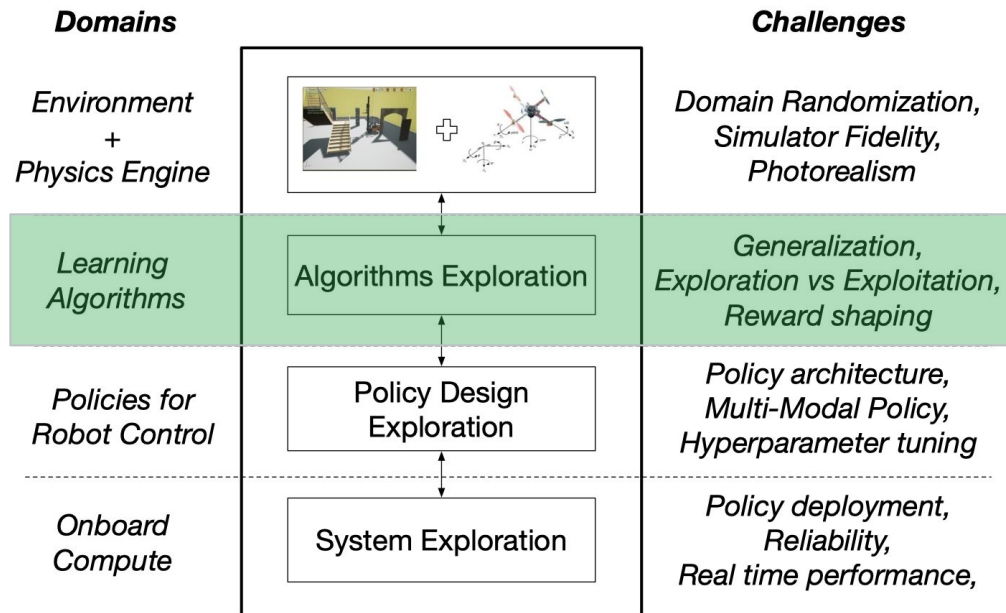 Domains
Challenges
Environment
+
Physics Engine
Domain Randomization,
Simulator Fidelity,
Photorealism
Learning
Algorithms
Algorithms Exploration
Generalization,
Exploration vs Exploitation,
Reward shaping
Policies for
Robot Control
Policy Design
Exploration
Policy architecture,
Multi-Modal Policy,
Hyperparameter tuning
Onboard
Compute
System Exploration
Policy deployment,
Reliability,
Real time performance,